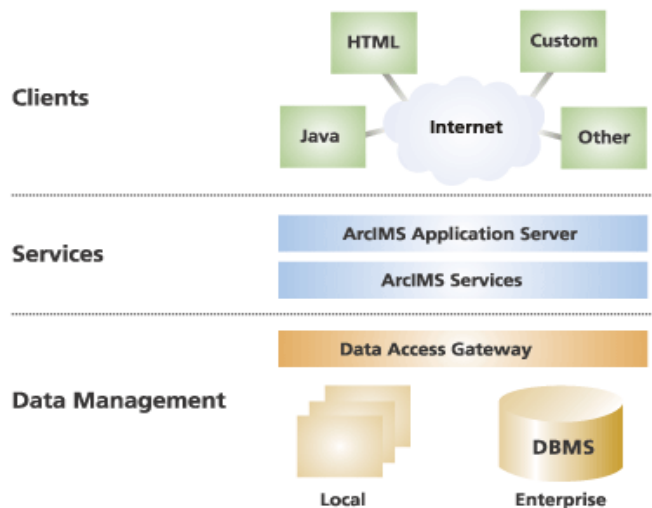 HTML
Custom
Clients
Internet
Java
Other
ArcIMS Application Server
Services
ArcIMS Services
Data Access Gateway
Data Management
DBMS
Local
Enterprise